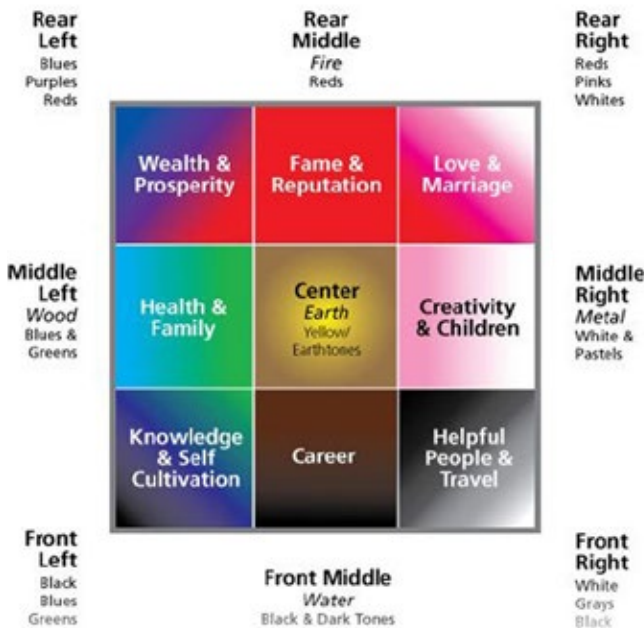 Rear
Left
Blues
Purples
Reds
Rear
Middle
Fire
Reds
Rear
Right
Reds
Pinks
Whites
Wealth &
Prosperity
Fame &
Reputation
Love &
Marriage
Middle
Left
Wood
Blues &
Greens
Health &
Family
Center
Earth
Yellow/
Earthtones
Creativity
& Children
Middle
Right
Metal
White &
Pastels
Knowledge
& Self
Cultivation
Career
Helpful
People &
Travel
Front
Left
Black
Blues
Greens
Front Middle
Water
Black & Dark Tones
Front
Right
White
Grays
Black